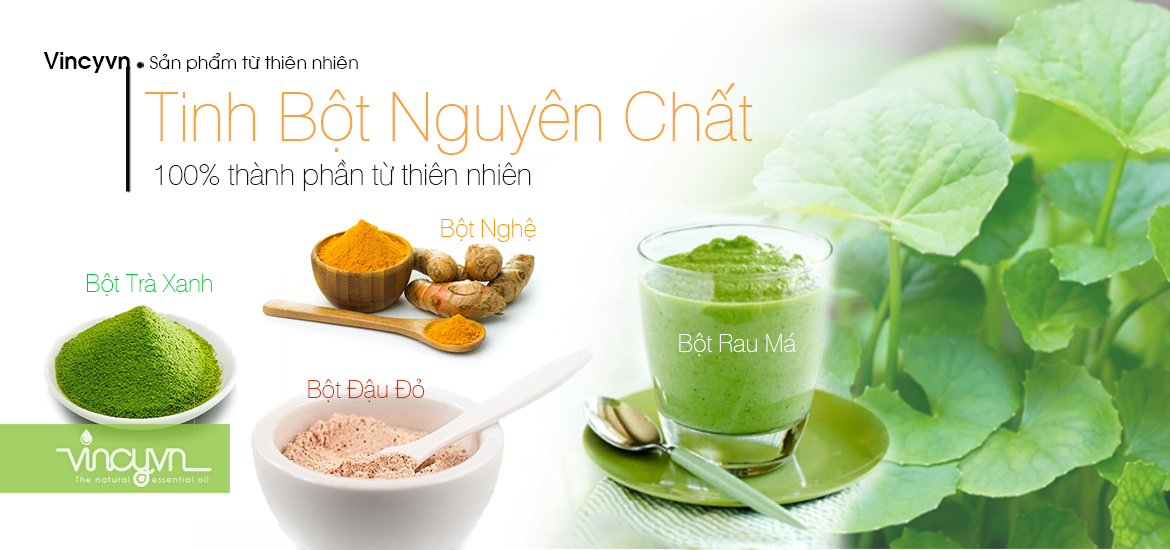 Vincyvn • Sản phẩm từ thiên nhiên
Tinh Bột Nguyên Chất
100% thành phần từ thiên nhiên
Bột Nghệ
Bột Trà Xanh
Bột Rau Má
Bột Đậu Đỏ
vincyvn
The natural essential oil